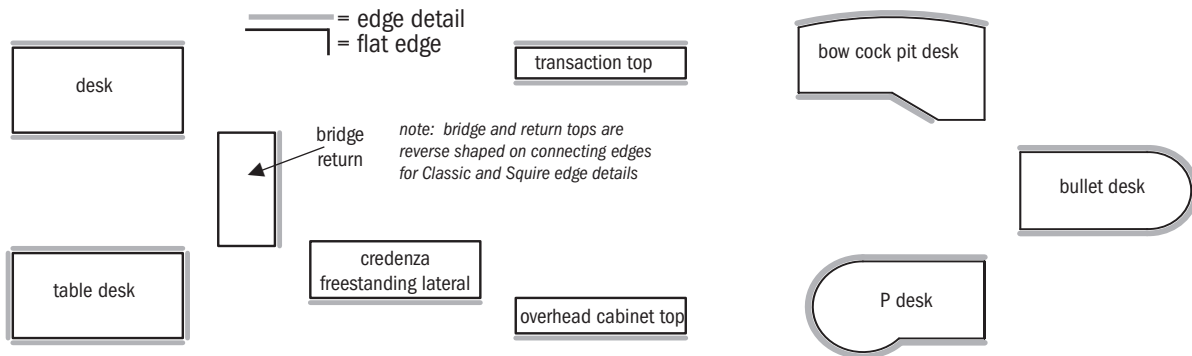 = edge detail
= flat edge
desk
transaction top
bow cock pit desk
bridge
return
note: bridge and return tops are
reverse shaped on connecting edges
for Classic and Squire edge details
bullet desk
table desk
credenza
freestanding lateral
overhead cabinet top
P desk